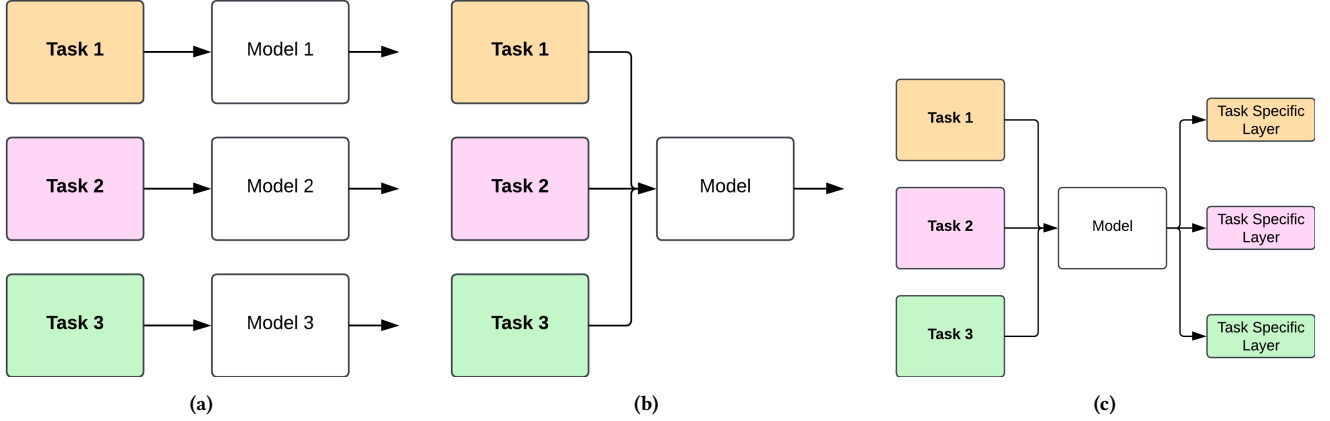 Task 1
Model 1
Task 2
Model 2
Task 3
Model 3
(a)
Task 1
Task 2
Task 3
Model
(b)
Task 1
Task 2
Task 3
Model
Task Specific
Layer
Task Specific
Layer
Task Specific
Layer
(c)